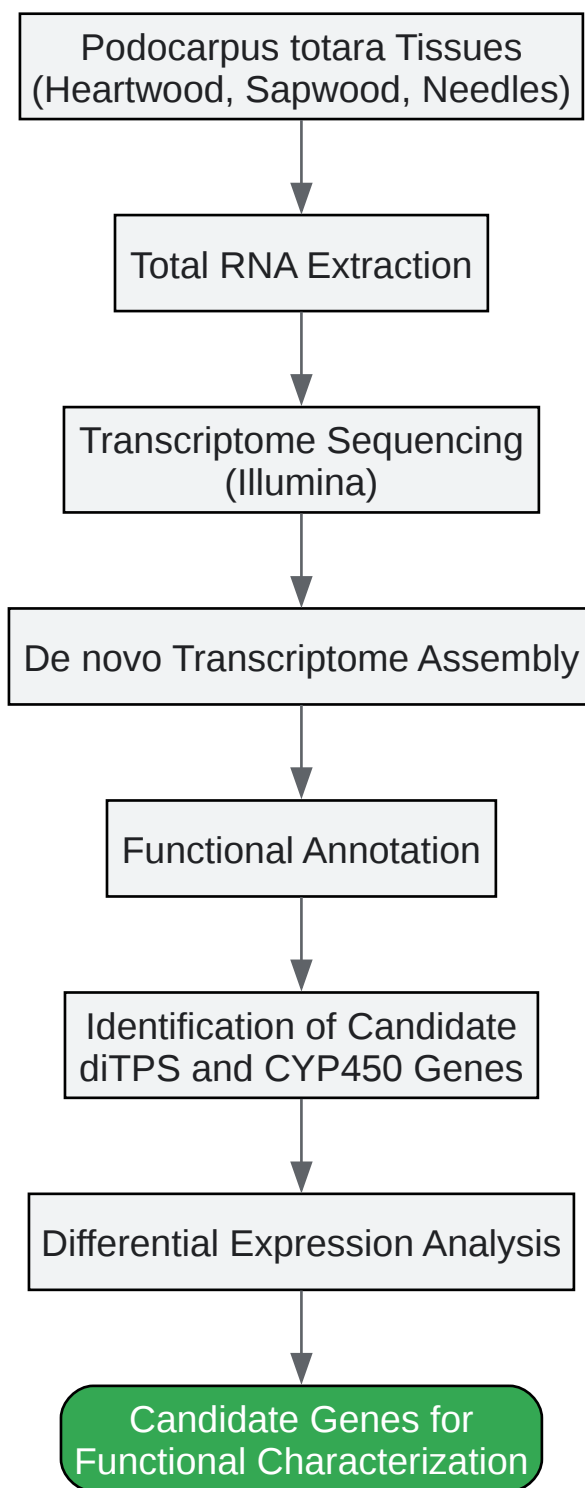 Podocarpus totara Tissues
(Heartwood, Sapwood, Needles)
Total RNA Extraction
Transcriptome Sequencing
(Illumina)
De novo Transcriptome Assembly
Functional Annotation
Identification of Candidate
diTPS and CYP450 Genes
Differential Expression Analysis
Candidate Genes for
Functional Characterization